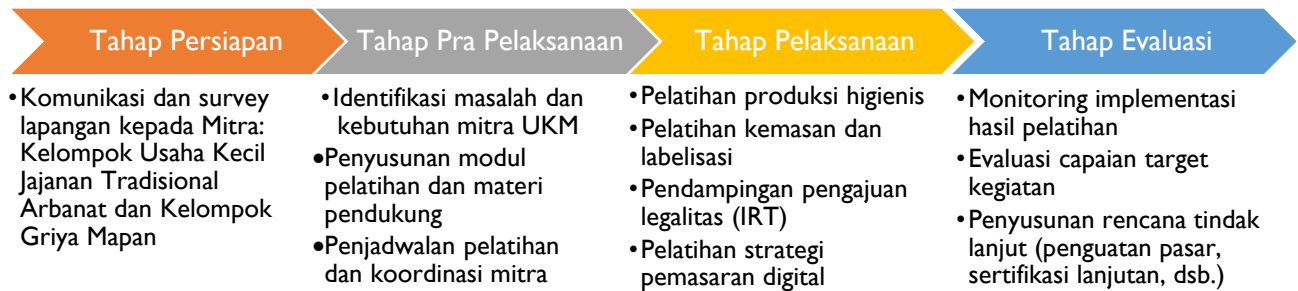 Tahap Persiapan
•Komunikasi dan survey
lapangan kepada Mitra:
Kelompok Usaha Kecil
Jajanan Tradisional
Arbanat dan Kelompok
Griya Mapan
Tahap Pra Pelaksanaan
•Identifikasi masalah dan
kebutuhan mitra UKM
•Penyusunan modul
pelatihan dan materi
pendukung
•Penjadwalan pelatihan
dan koordinasi mitra
Tahap Pelaksanaan
•Pelatihan produksi higienis
•Pelatihan kemasan dan
labelisasi
•Pendampingan pengajuan
legalitas (IRT)
•Pelatihan strategi
pemasaran digital
Tahap Evaluasi
•Monitoring implementasi
hasil pelatihan
•Evaluasi capaian target
kegiatan
•Penyusunan rencana tindak
lanjut (penguatan pasar,
sertifikasi lanjutan, dsb.)